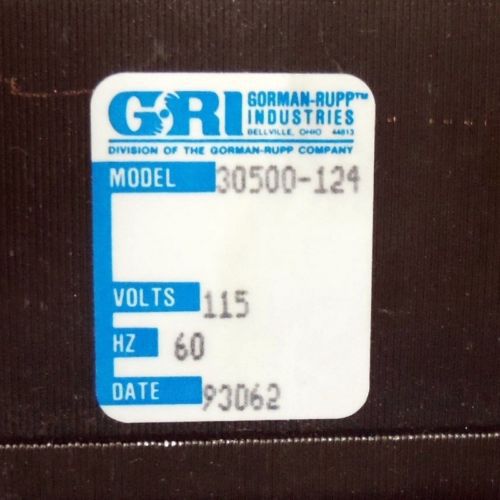 GRI GORMAN-RUPP™
INDUSTRIES
BELLVILLE, OHIO 44813
DIVISION OF THE GORMAN-RUPP COMPANY
MODEL 30500-124
VOLTS 115
HZ 60
DATE 93062